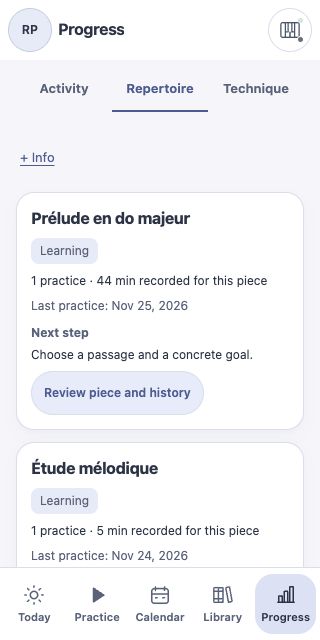 RP
Progress
Activity
Repertoire
Technique
+ Info
Prélude en do majeur
Learning
1 practice · 44 min recorded for this piece
Last practice: Nov 25, 2026
Next step
Choose a passage and a concrete goal.
Review piece and history
Étude mélodique
Learning
1 practice · 5 min recorded for this piece
Last practice: Nov 24, 2026
Today
Practice
Calendar
Library
Progress